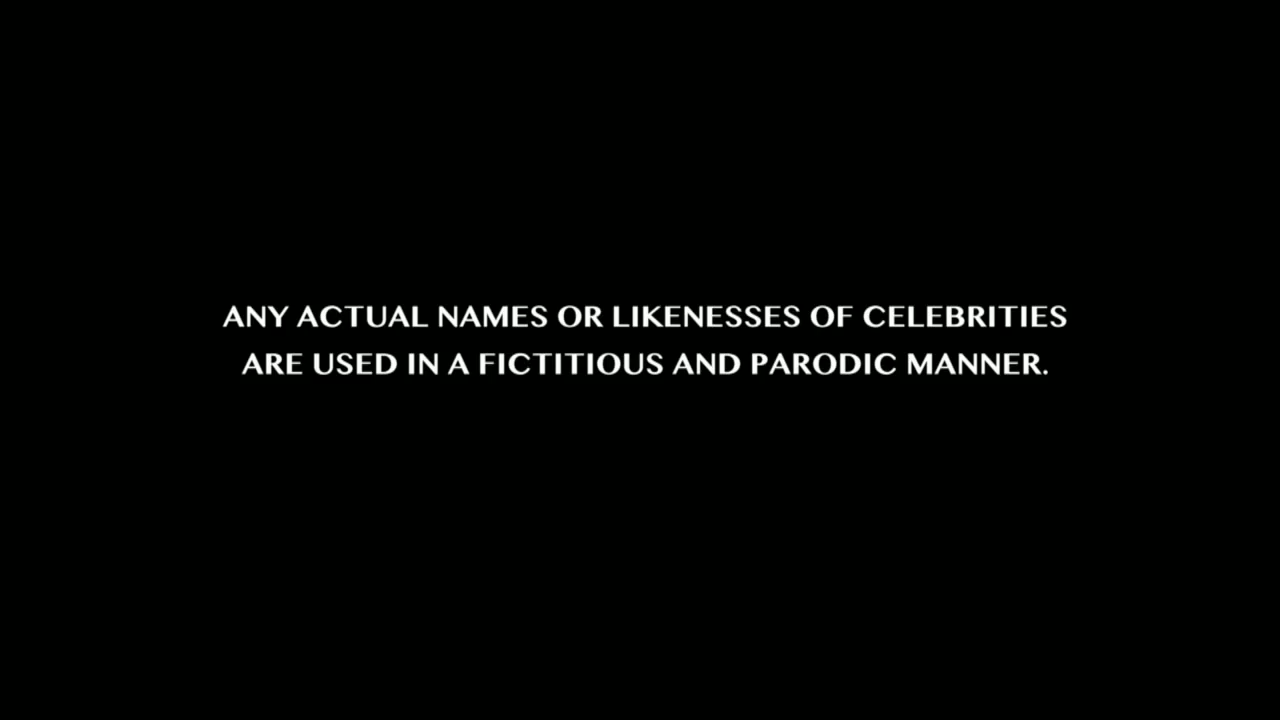 ANY ACTUAL NAMES OR LIKENESSES OF CELEBRITIES
ARE USED IN A FICTITIOUS AND PARODIC MANNER.